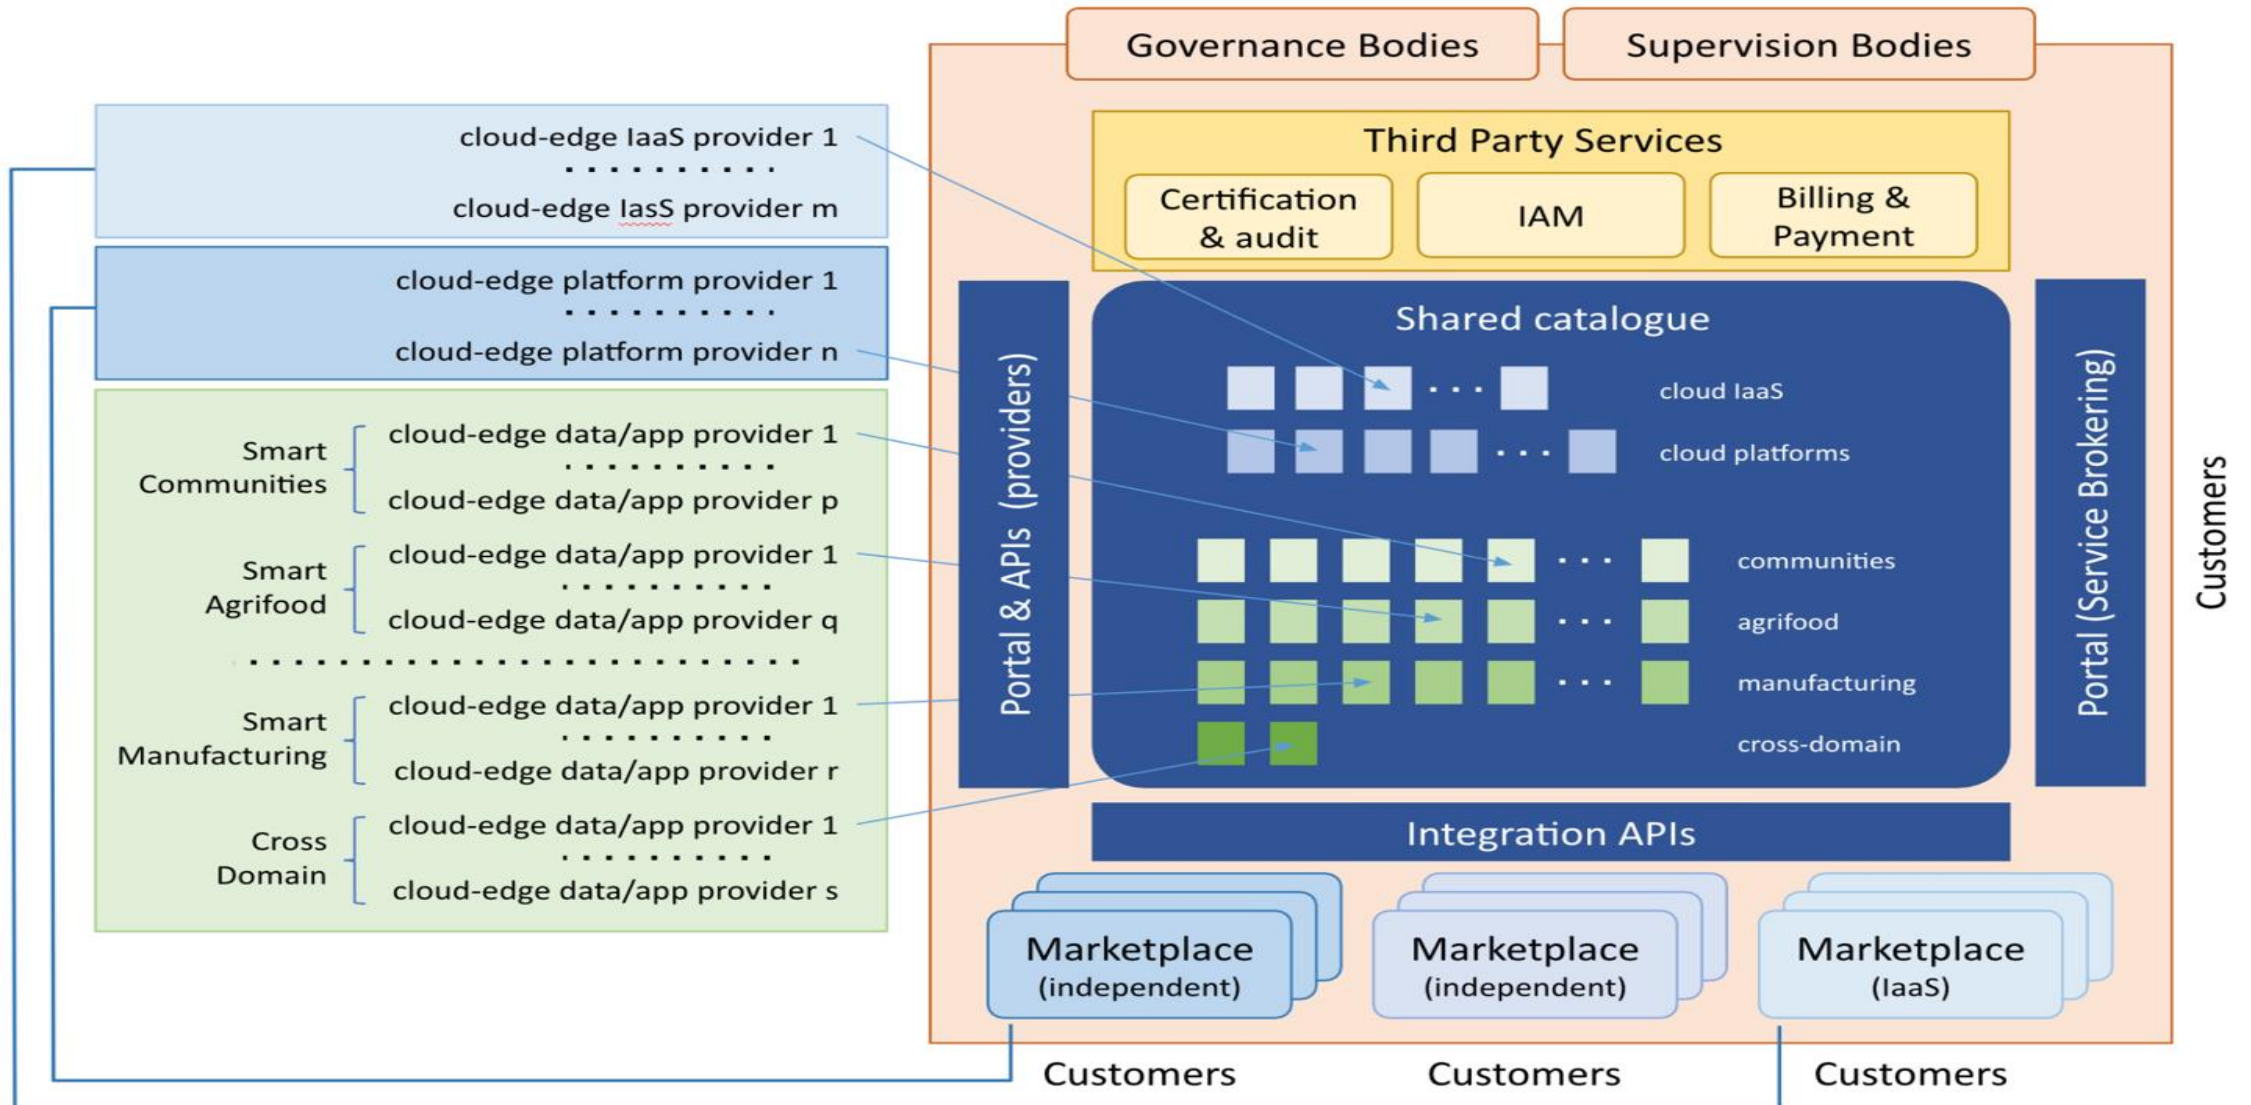 Governance Bodies
Supervision Bodies
cloud-edge IaaS provider 1
cloud-edge IasS provider m
cloud-edge platform provider 1
cloud-edge platform provider n
Smart
Communities
cloud-edge data/app provider 1
cloud-edge data/app provider p
Smart
Agrifood
cloud-edge data/app provider 1
cloud-edge data/app provider q
Smart
Manufacturing
cloud-edge data/app provider 1
cloud-edge data/app provider r
Cross
Domain
cloud-edge data/app provider 1
cloud-edge data/app provider s
Third Party Services
Certification
& audit
IAM
Billing &
Payment
Portal & APIs (providers)
Shared catalogue
cloud IaaS
cloud platforms
communities
agrifood
manufacturing
cross-domain
Portal (Service Brokering)
Customers
Integration APIs
Marketplace
(independent)
Marketplace
(independent)
Marketplace
(IaaS)
Customers
Customers
Customers